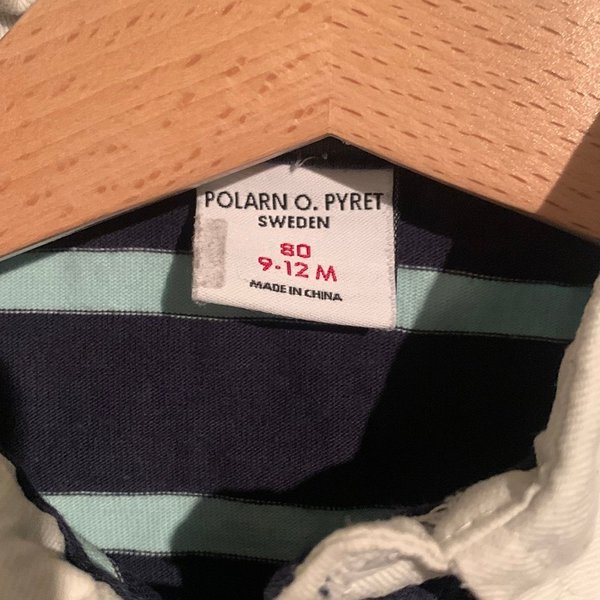 POLARN O. PYRET
SWEDEN
80
9-12 M
MADE IN CHINA